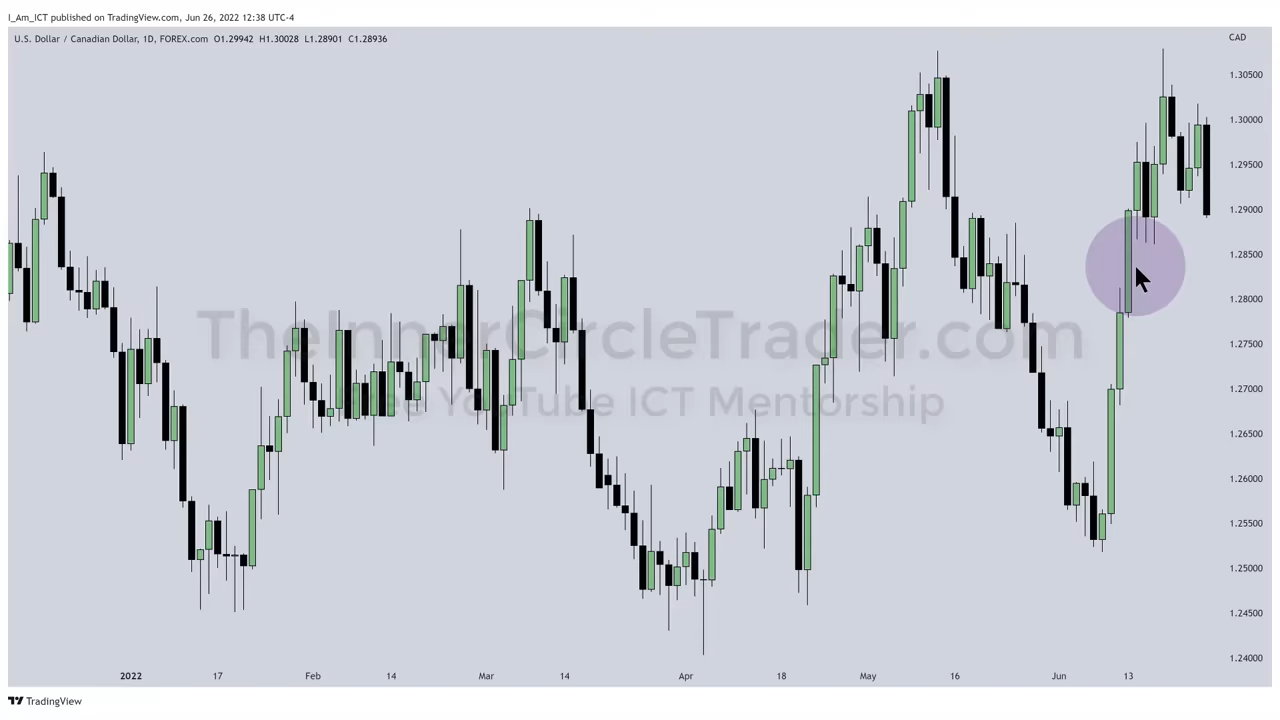 I_Am_ICT published on TradingView.com, Jun 26, 2022 12:38 UTC-4
U.S. Dollar / Canadian Dollar, 1D, FOREX.com O1.29942 H1.30028 L1.28901 C1.28936
CAD
1.30500
1.30000
1.29500
1.29000
1.28500
1.28000
1.27500
1.27000
1.26500
1.26000
1.25500
1.25000
1.24500
1.24000
TheInnerCircleTrader.com
Free YouTube ICT Mentorship
2022 17 Feb 14 Mar 14 Apr 18 May 16 Jun 13
TradingView